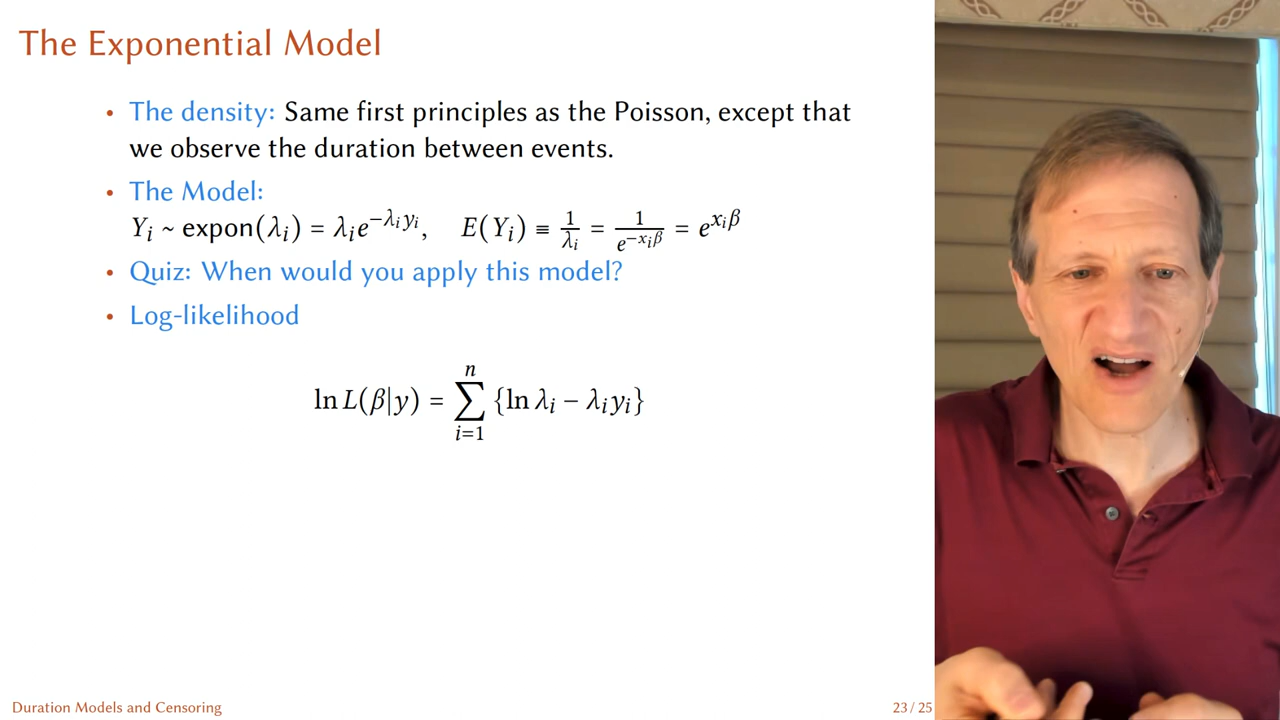 The Exponential Model
• The density: Same first principles as the Poisson, except that
we observe the duration between events.
• The Model:
Yᵢ ~ expon(λᵢ) = λᵢe^{−λᵢyᵢ}, E(Yᵢ) ≡ 1/λᵢ = 1/e^{−xᵢβ} = e^{xᵢβ}
• Quiz: When would you apply this model?
• Log-likelihood
ln L(β|y) = ∑_{i=1}^{n} {ln λᵢ − λᵢyᵢ}
Duration Models and Censoring 23 / 25